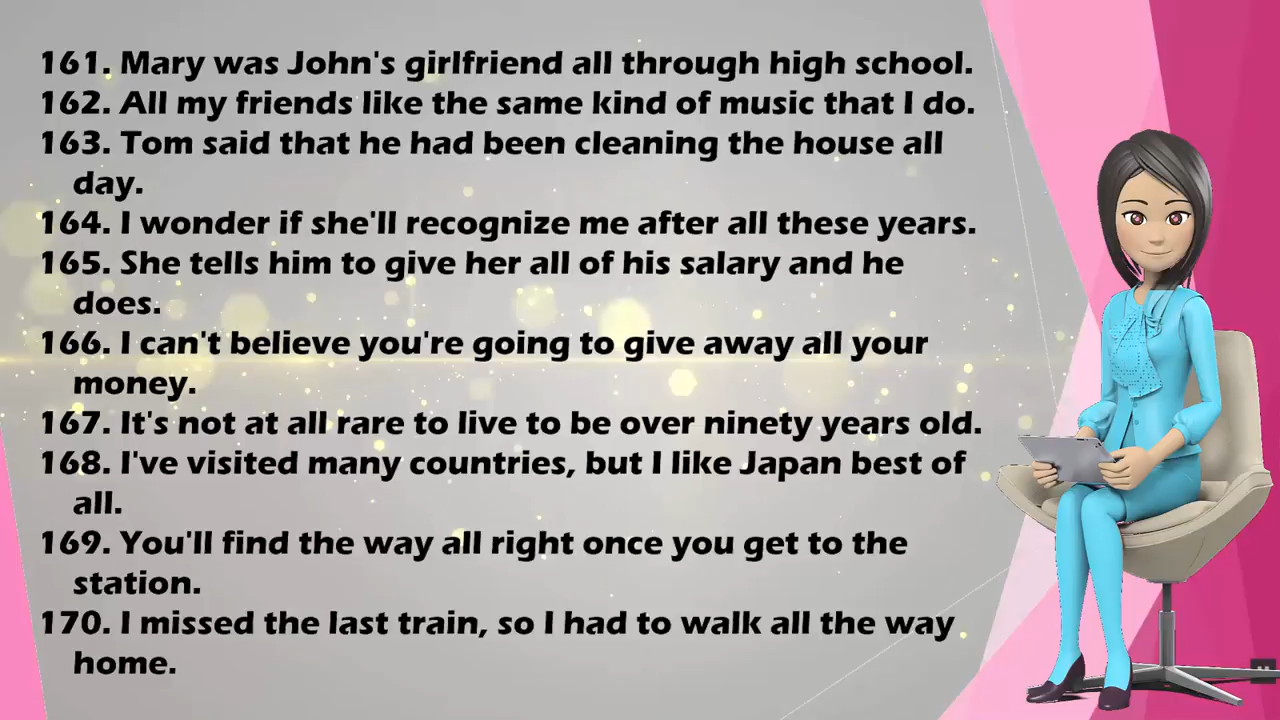 161. Mary was John's girlfriend all through high school.
162. All my friends like the same kind of music that I do.
163. Tom said that he had been cleaning the house all
day.
164. I wonder if she'll recognize me after all these years.
165. She tells him to give her all of his salary and he
does.
166. I can't believe you're going to give away all your
money.
167. It's not at all rare to live to be over ninety years old.
168. I've visited many countries, but I like Japan best of
all.
169. You'll find the way all right once you get to the
station.
170. I missed the last train, so I had to walk all the way
home.